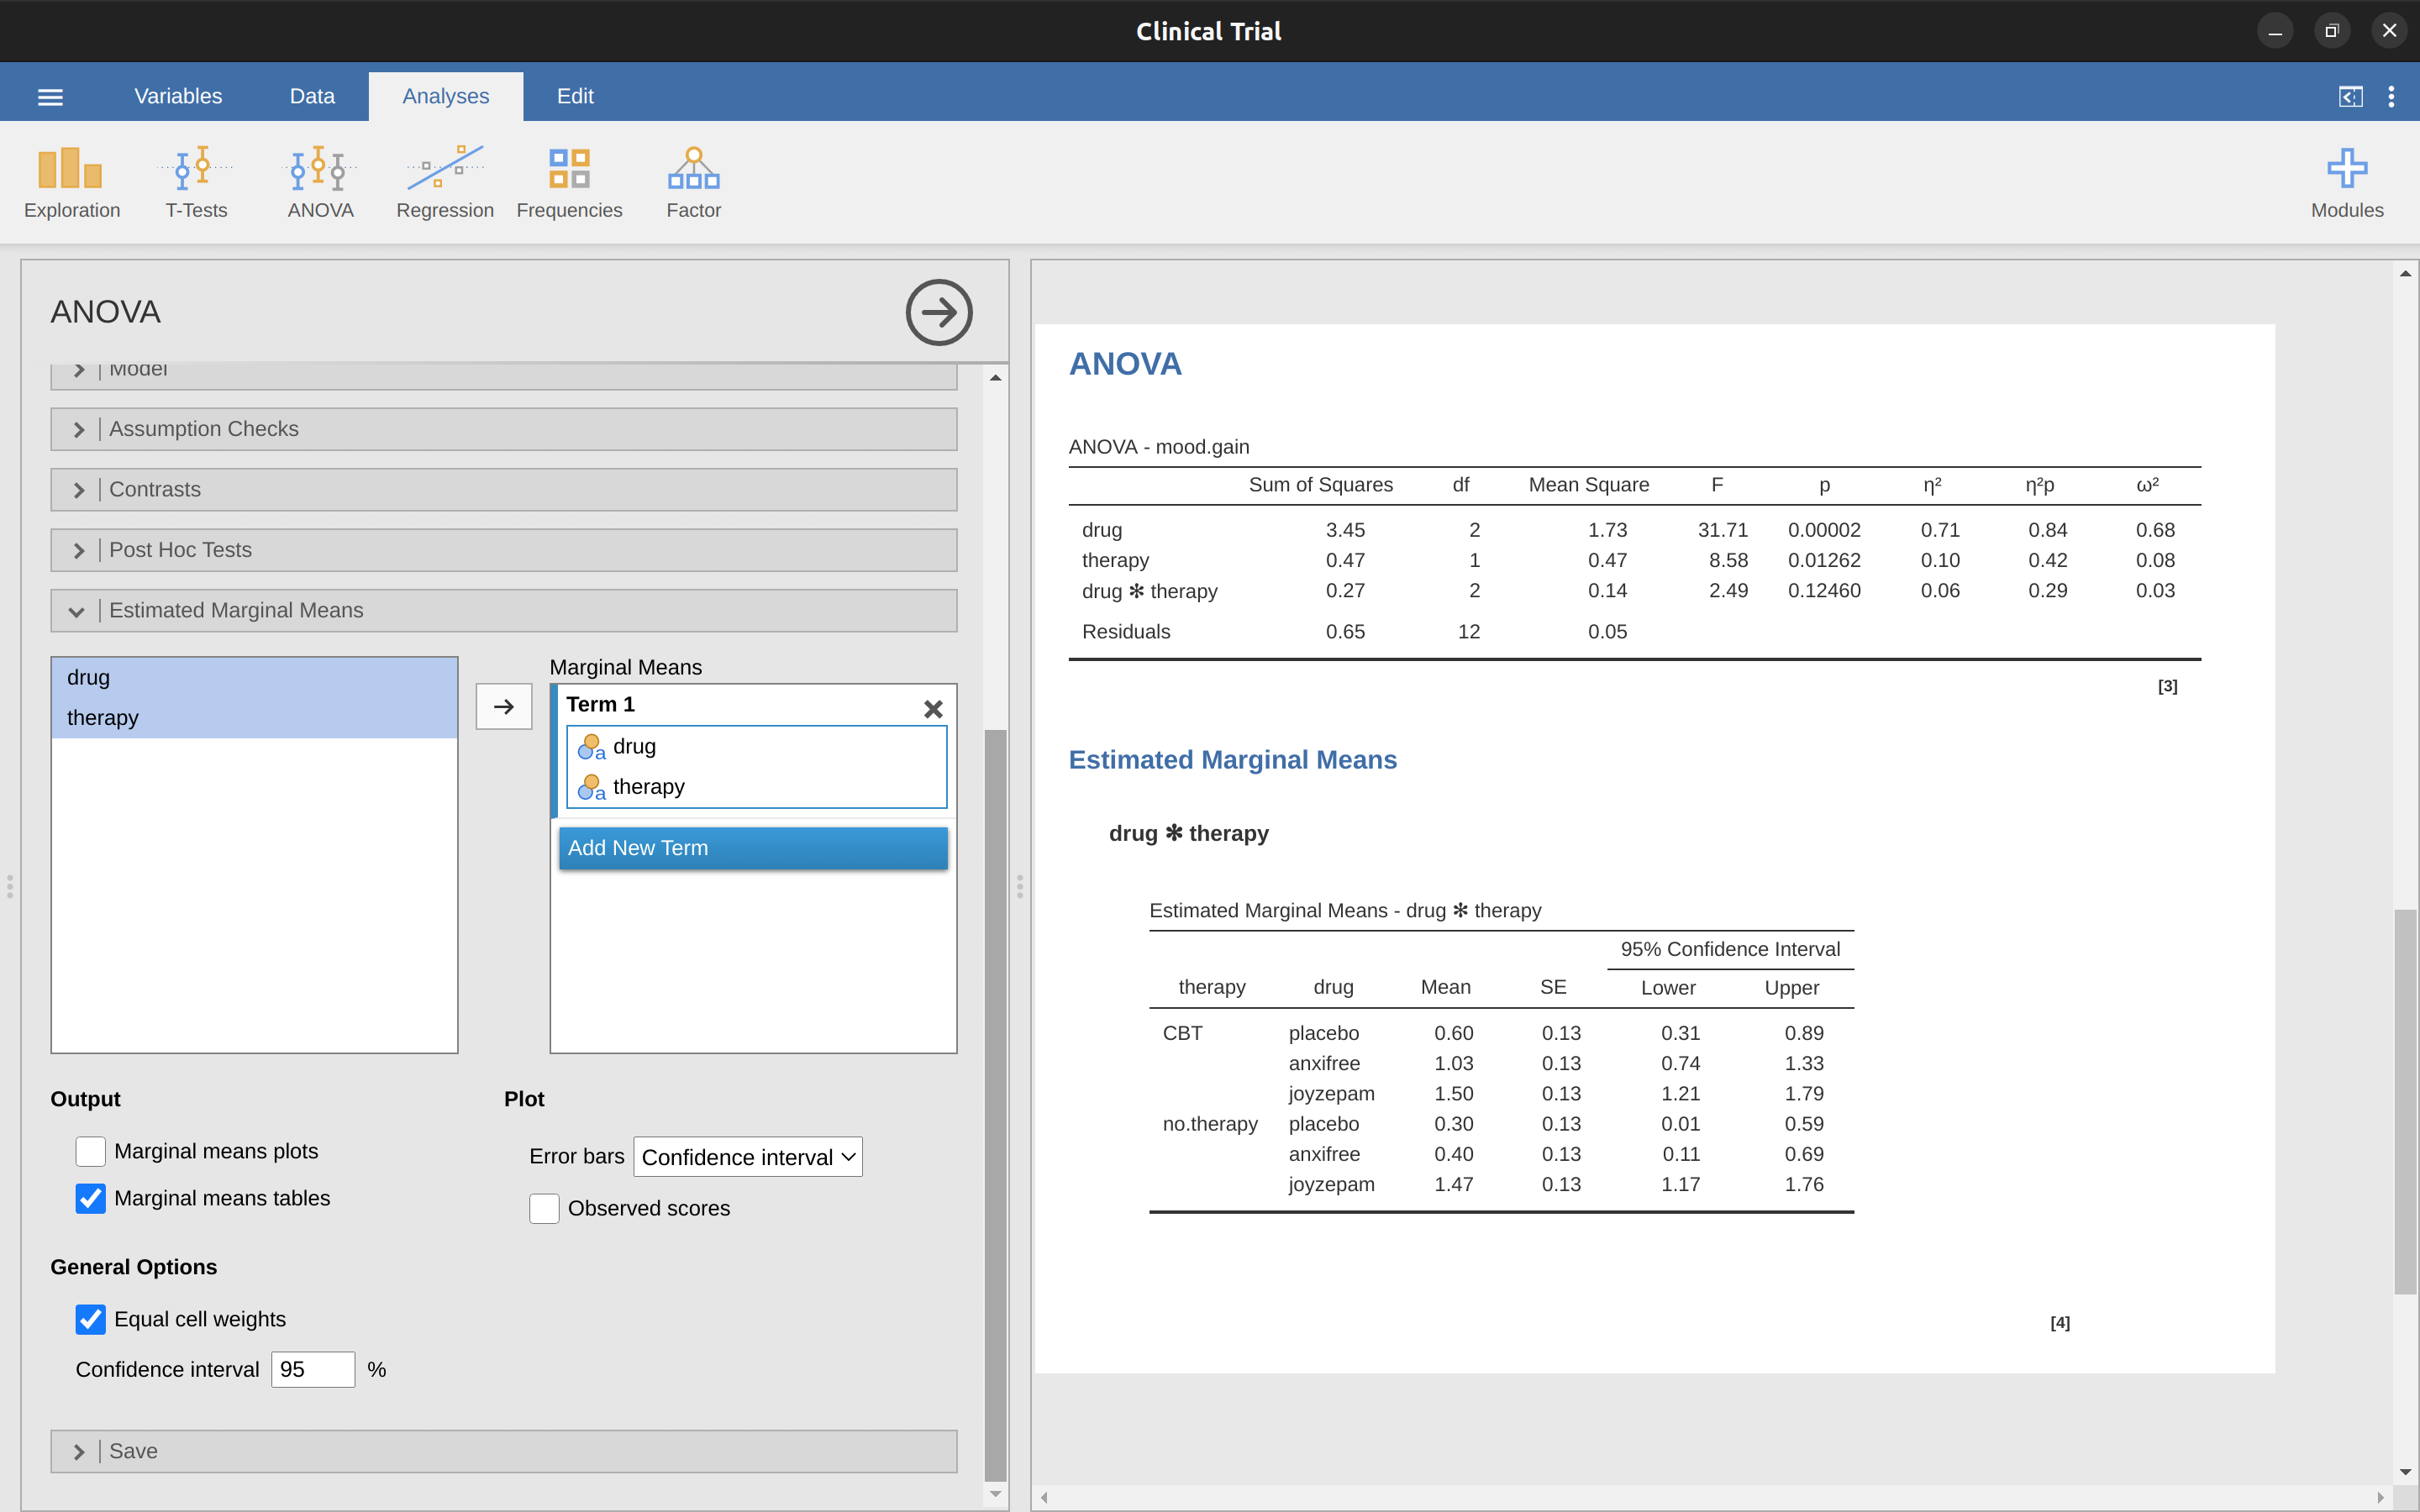 Clinical Trial
Variables Data Analyses Edit
Exploration T-Tests ANOVA Regression Frequencies Factor Modules
ANOVA
Model
Assumption Checks
Contrasts
Post Hoc Tests
Estimated Marginal Means
drug
therapy
Marginal Means
Term 1
drug
therapy
Add New Term
Output
Marginal means plots
Marginal means tables
Plot
Error bars Confidence interval
Observed scores
General Options
Equal cell weights
Confidence interval 95 %
Save
ANOVA
ANOVA - mood.gain
Sum of Squares df Mean Square F p η² η²p ω²
drug 3.45 2 1.73 31.71 0.00002 0.71 0.84 0.68
therapy 0.47 1 0.47 8.58 0.01262 0.10 0.42 0.08
drug ✻ therapy 0.27 2 0.14 2.49 0.12460 0.06 0.29 0.03
Residuals 0.65 12 0.05
[3]
Estimated Marginal Means
drug ✻ therapy
Estimated Marginal Means - drug ✻ therapy
95% Confidence Interval
therapy drug Mean SE Lower Upper
CBT placebo 0.60 0.13 0.31 0.89
anxifree 1.03 0.13 0.74 1.33
joyzepam 1.50 0.13 1.21 1.79
no.therapy placebo 0.30 0.13 0.01 0.59
anxifree 0.40 0.13 0.11 0.69
joyzepam 1.47 0.13 1.17 1.76
[4]